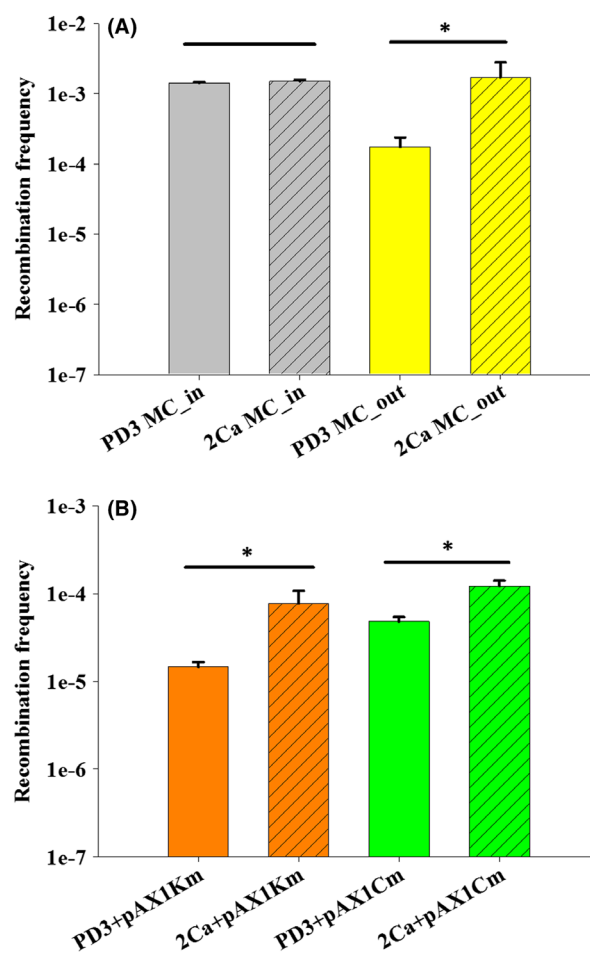 (A)
Recombination frequency
1e-2
1e-3
1e-4
1e-5
1e-6
1e-7
*
PD3 MC_in
2Ca MC_in
PD3 MC_out
2Ca MC_out
(B)
Recombination frequency
1e-3
1e-4
1e-5
1e-6
1e-7
*
*
PD3+pAX1Km
2Ca+pAX1Km
PD3+pAX1Cm
2Ca+pAX1Cm